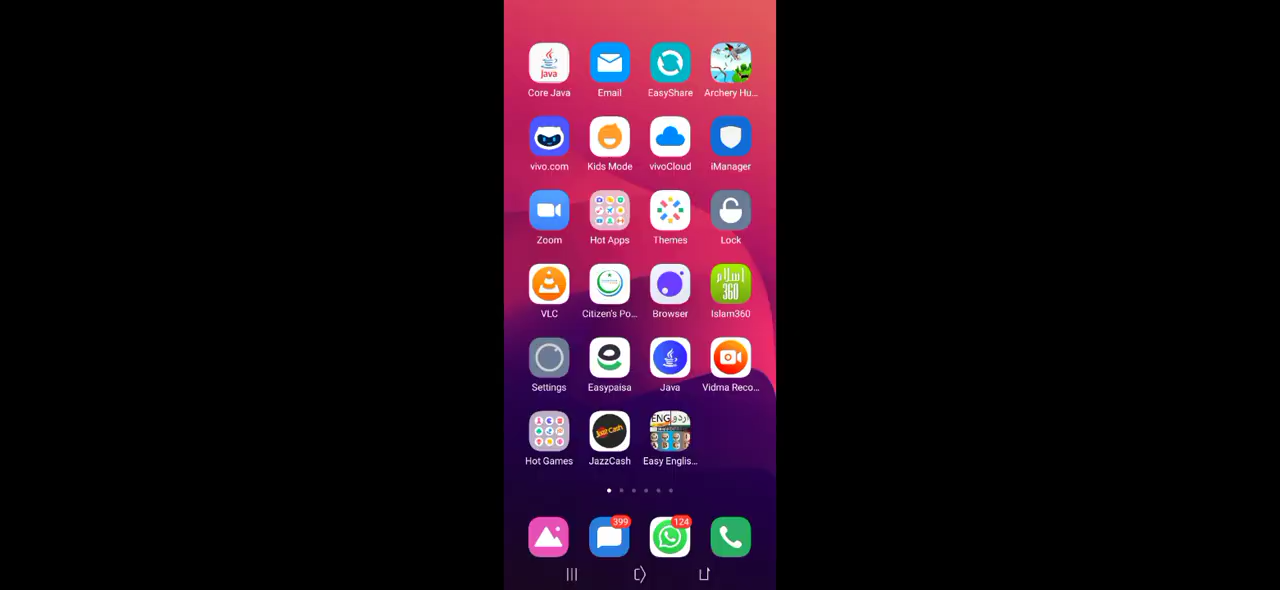 Java
Core Java Email EasyShare Archery Hu...
vivo.com Kids Mode vivoCloud iManager
Zoom Hot Apps Themes Lock
اسلام
360
VLC Citizen's Po... Browser Islam360
Settings Easypaisa Java Vidma Reco...
JazzCash
ENG اردو
Hot Games JazzCash Easy Englis...
399 124